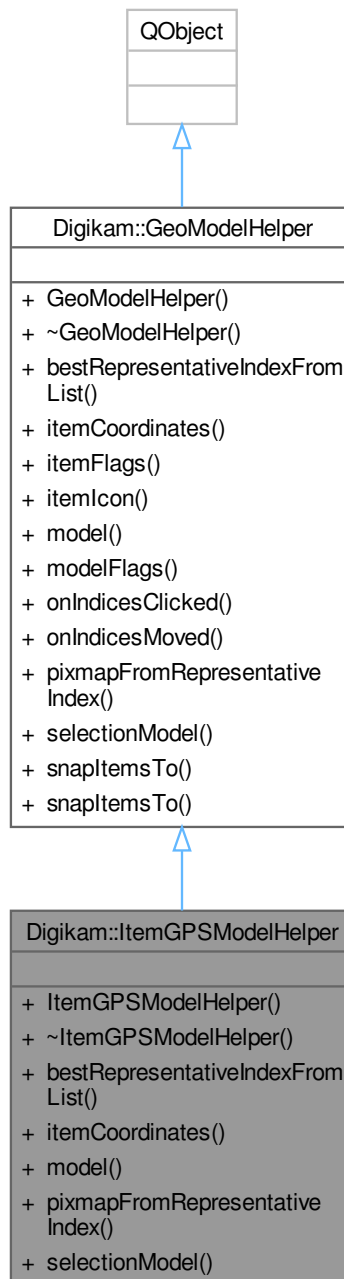 QObject
Digikam::GeoModelHelper
+ GeoModelHelper()
+ ~GeoModelHelper()
+ bestRepresentativeIndexFrom
List()
+ itemCoordinates()
+ itemFlags()
+ itemIcon()
+ model()
+ modelFlags()
+ onIndicesClicked()
+ onIndicesMoved()
+ pixmapFromRepresentative
Index()
+ selectionModel()
+ snapItemsTo()
+ snapItemsTo()
Digikam::ItemGPSModelHelper
+ ItemGPSModelHelper()
+ ~ItemGPSModelHelper()
+ bestRepresentativeIndexFrom
List()
+ itemCoordinates()
+ model()
+ pixmapFromRepresentative
Index()
+ selectionModel()